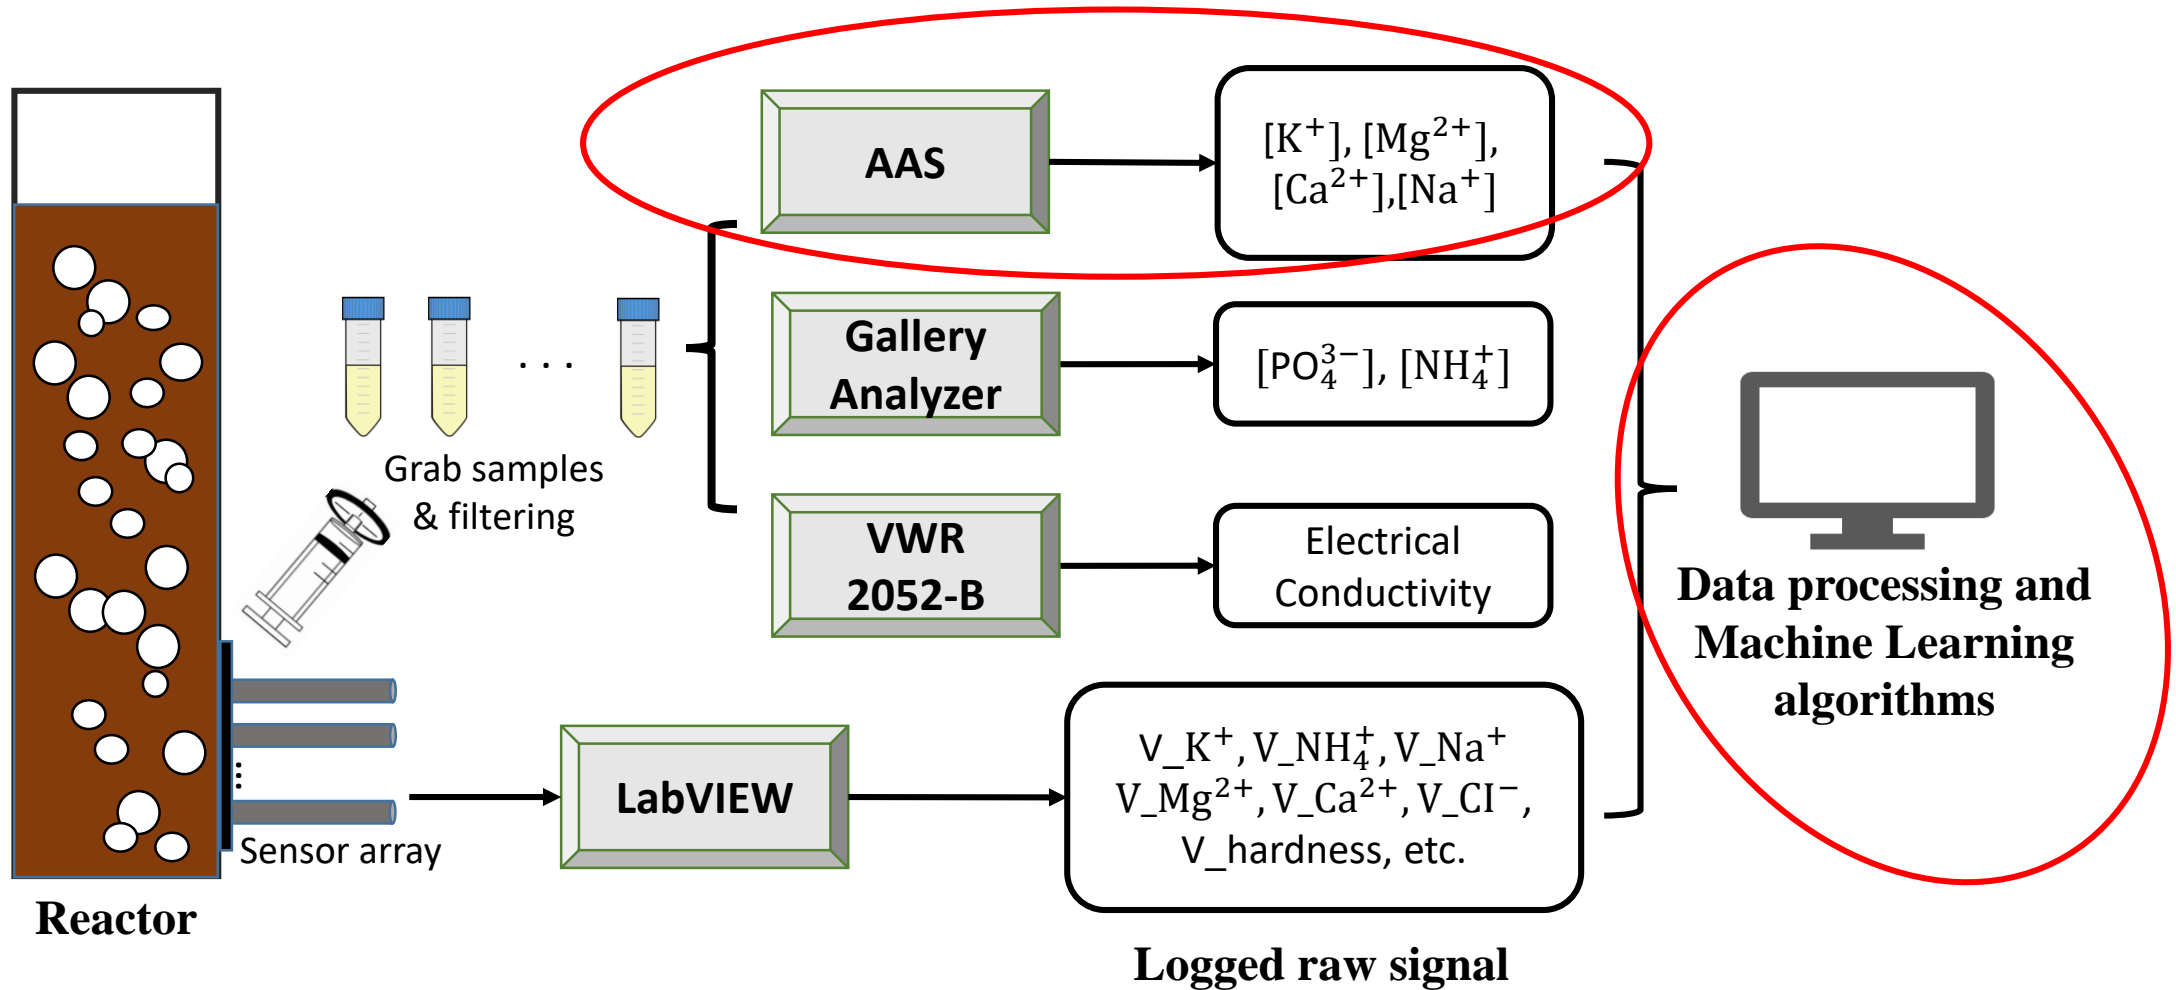 AAS
[K⁺], [Mg²⁺],
[Ca²⁺],[Na⁺]
Gallery
Analyzer
[PO₄³⁻], [NH₄⁺]
. . .
Grab samples
& filtering
VWR
2052-B
Electrical
Conductivity
Data processing and
Machine Learning
algorithms
LabVIEW
V_K⁺, V_NH₄⁺, V_Na⁺
V_Mg²⁺, V_Ca²⁺, V_CI⁻,
V_hardness, etc.
Sensor array
Reactor
Logged raw signal